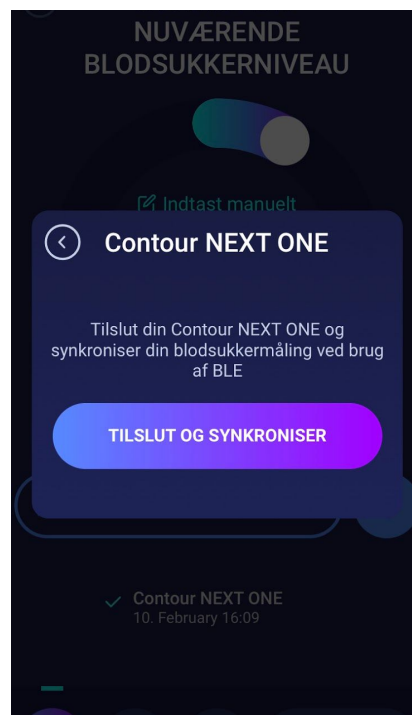 NUVÆRENDE
BLODSUKKERNIVEAU
Indtast manuelt
Contour NEXT ONE
Tilslut din Contour NEXT ONE og
synkroniser din blodsukkermåling ved brug
af BLE
TILSLUT OG SYNKRONISER
Contour NEXT ONE
10. February 16:09